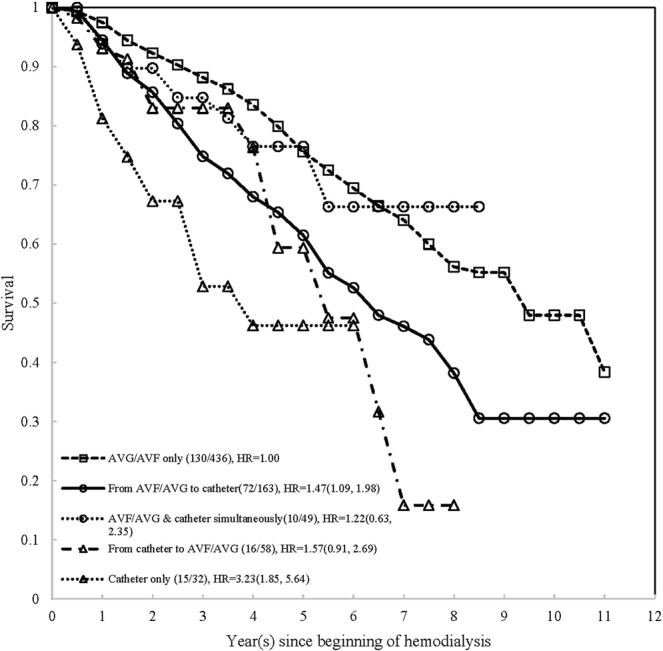 1
0.9
0.8
0.7
0.6
0.5
0.4
0.3
0.2
0.1
0
Survival
AVG/AVF only (130/436), HR=1.00
From AVF/AVG to catheter(72/163), HR=1.47(1.09, 1.98)
AVF/AVG & catheter simultaneously(10/49), HR=1.22(0.63,
2.35)
From catheter to AVF/AVG (16/58), HR=1.57(0.91, 2.69)
Catheter only (15/32), HR=3.23(1.85, 5.64)
0 1 2 3 4 5 6 7 8 9 10 11 12
Year(s) since beginning of hemodialysis